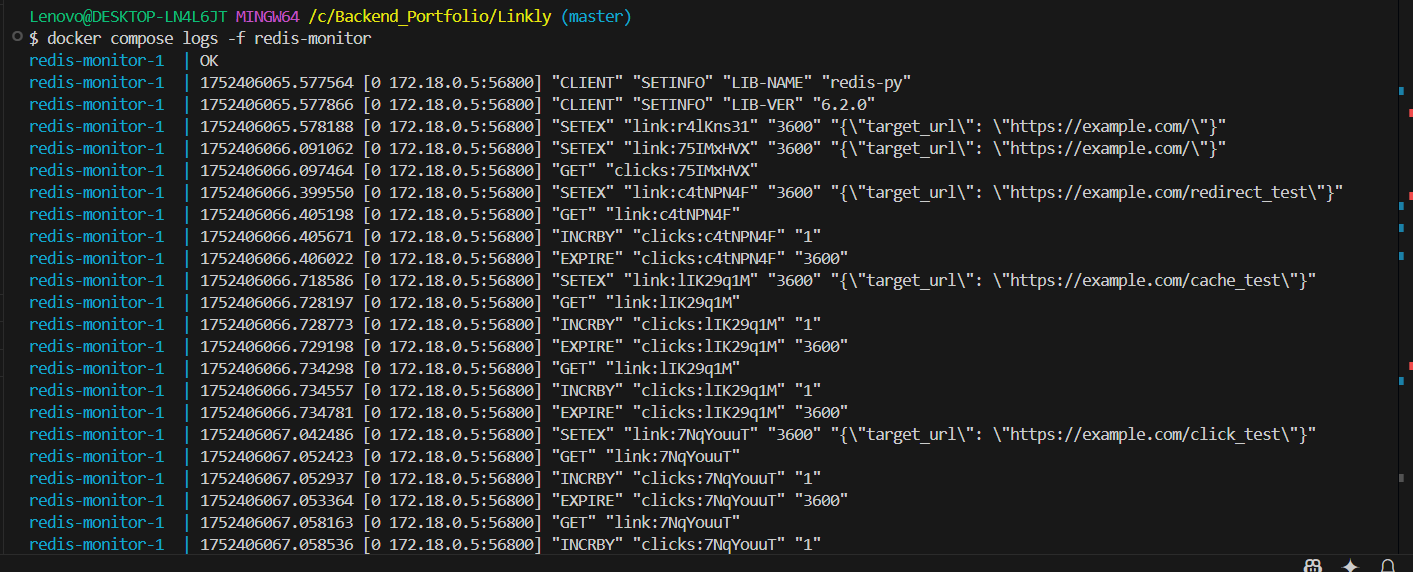 Lenovo@DESKTOP-LN4L6JT MINGW64 /c/Backend_Portfolio/Linkly (master)
$ docker compose logs -f redis-monitor
redis-monitor-1  | OK
redis-monitor-1  | 1752406065.577564 [0 172.18.0.5:56800] "CLIENT" "SETINFO" "LIB-NAME" "redis-py"
redis-monitor-1  | 1752406065.577866 [0 172.18.0.5:56800] "CLIENT" "SETINFO" "LIB-VER" "6.2.0"
redis-monitor-1  | 1752406065.578188 [0 172.18.0.5:56800] "SETEX" "link:r4lKns31" "3600" "{\"target_url\": \"https://example.com/\"}"
redis-monitor-1  | 1752406066.091062 [0 172.18.0.5:56800] "SETEX" "link:75IMxHVX" "3600" "{\"target_url\": \"https://example.com/\"}"
redis-monitor-1  | 1752406066.097464 [0 172.18.0.5:56800] "GET" "clicks:75IMxHVX"
redis-monitor-1  | 1752406066.399550 [0 172.18.0.5:56800] "SETEX" "link:c4tNPN4F" "3600" "{\"target_url\": \"https://example.com/redirect_test\"}"
redis-monitor-1  | 1752406066.405198 [0 172.18.0.5:56800] "GET" "link:c4tNPN4F"
redis-monitor-1  | 1752406066.405671 [0 172.18.0.5:56800] "INCRBY" "clicks:c4tNPN4F" "1"
redis-monitor-1  | 1752406066.406022 [0 172.18.0.5:56800] "EXPIRE" "clicks:c4tNPN4F" "3600"
redis-monitor-1  | 1752406066.718586 [0 172.18.0.5:56800] "SETEX" "link:lIK29q1M" "3600" "{\"target_url\": \"https://example.com/cache_test\"}"
redis-monitor-1  | 1752406066.728197 [0 172.18.0.5:56800] "GET" "link:lIK29q1M"
redis-monitor-1  | 1752406066.728773 [0 172.18.0.5:56800] "INCRBY" "clicks:lIK29q1M" "1"
redis-monitor-1  | 1752406066.729198 [0 172.18.0.5:56800] "EXPIRE" "clicks:lIK29q1M" "3600"
redis-monitor-1  | 1752406066.734298 [0 172.18.0.5:56800] "GET" "link:lIK29q1M"
redis-monitor-1  | 1752406066.734557 [0 172.18.0.5:56800] "INCRBY" "clicks:lIK29q1M" "1"
redis-monitor-1  | 1752406066.734781 [0 172.18.0.5:56800] "EXPIRE" "clicks:lIK29q1M" "3600"
redis-monitor-1  | 1752406067.042486 [0 172.18.0.5:56800] "SETEX" "link:7NqYouuT" "3600" "{\"target_url\": \"https://example.com/click_test\"}"
redis-monitor-1  | 1752406067.052423 [0 172.18.0.5:56800] "GET" "link:7NqYouuT"
redis-monitor-1  | 1752406067.052937 [0 172.18.0.5:56800] "INCRBY" "clicks:7NqYouuT" "1"
redis-monitor-1  | 1752406067.053364 [0 172.18.0.5:56800] "EXPIRE" "clicks:7NqYouuT" "3600"
redis-monitor-1  | 1752406067.058163 [0 172.18.0.5:56800] "GET" "link:7NqYouuT"
redis-monitor-1  | 1752406067.058536 [0 172.18.0.5:56800] "INCRBY" "clicks:7NqYouuT" "1"